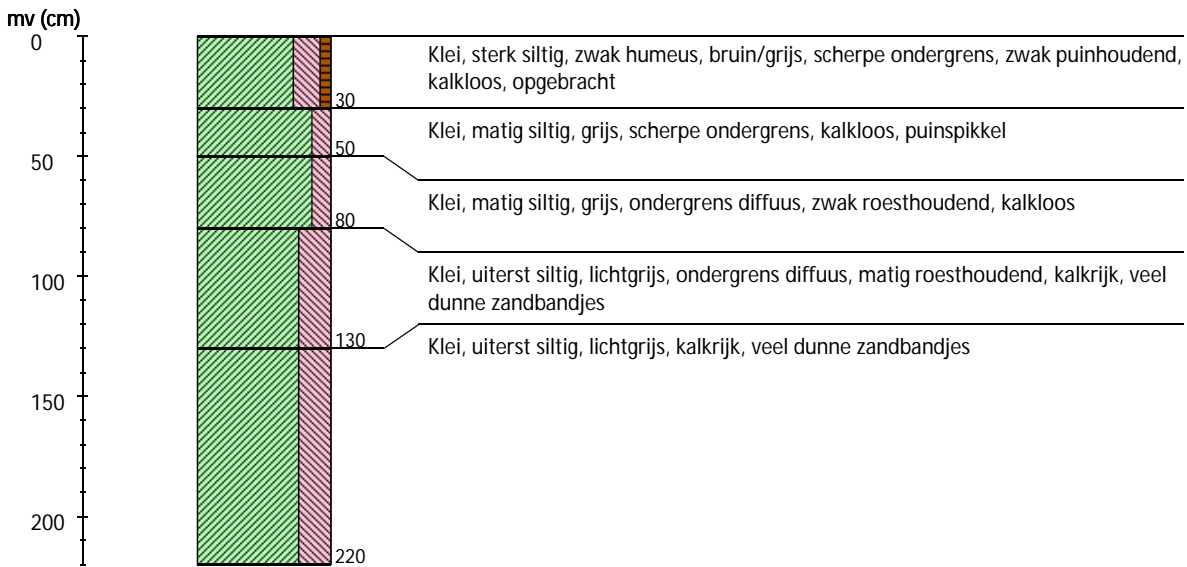 mv (cm)
0
Klei, sterk siltig, zwak humeus, bruin/grijs, scherpe ondergrens, zwak puinhoudend,
kalkloos, opgebracht
30
Klei, matig siltig, grijs, scherpe ondergrens, kalkloos, puinspikkel
50
50
Klei, matig siltig, grijs, ondergrens diffuus, zwak roesthoudend, kalkloos
80
Klei, uiterst siltig, lichtgrijs, ondergrens diffuus, matig roesthoudend, kalkrijk, veel
100
dunne zandbandjes
130
Klei, uiterst siltig, lichtgrijs, kalkrijk, veel dunne zandbandjes
150
200
220